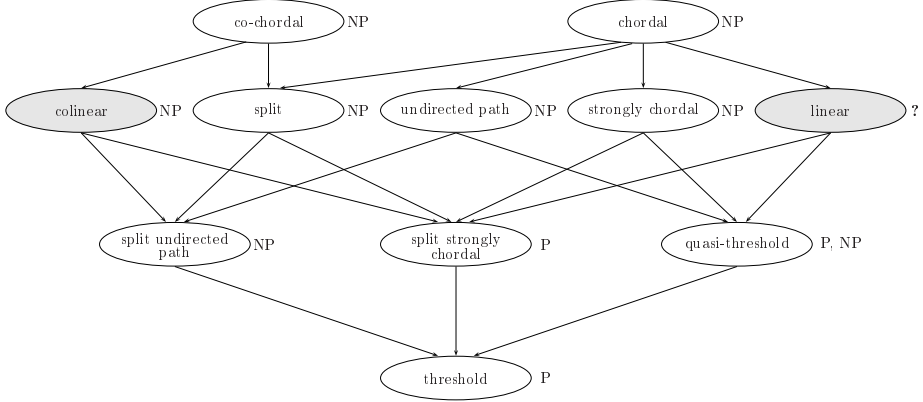 co-chordal NP
chordal NP
colinear NP
split NP
undirected path NP
strongly chordal NP
linear ?
split undirected
path NP
split strongly
chordal P
quasi-threshold P, NP
threshold P